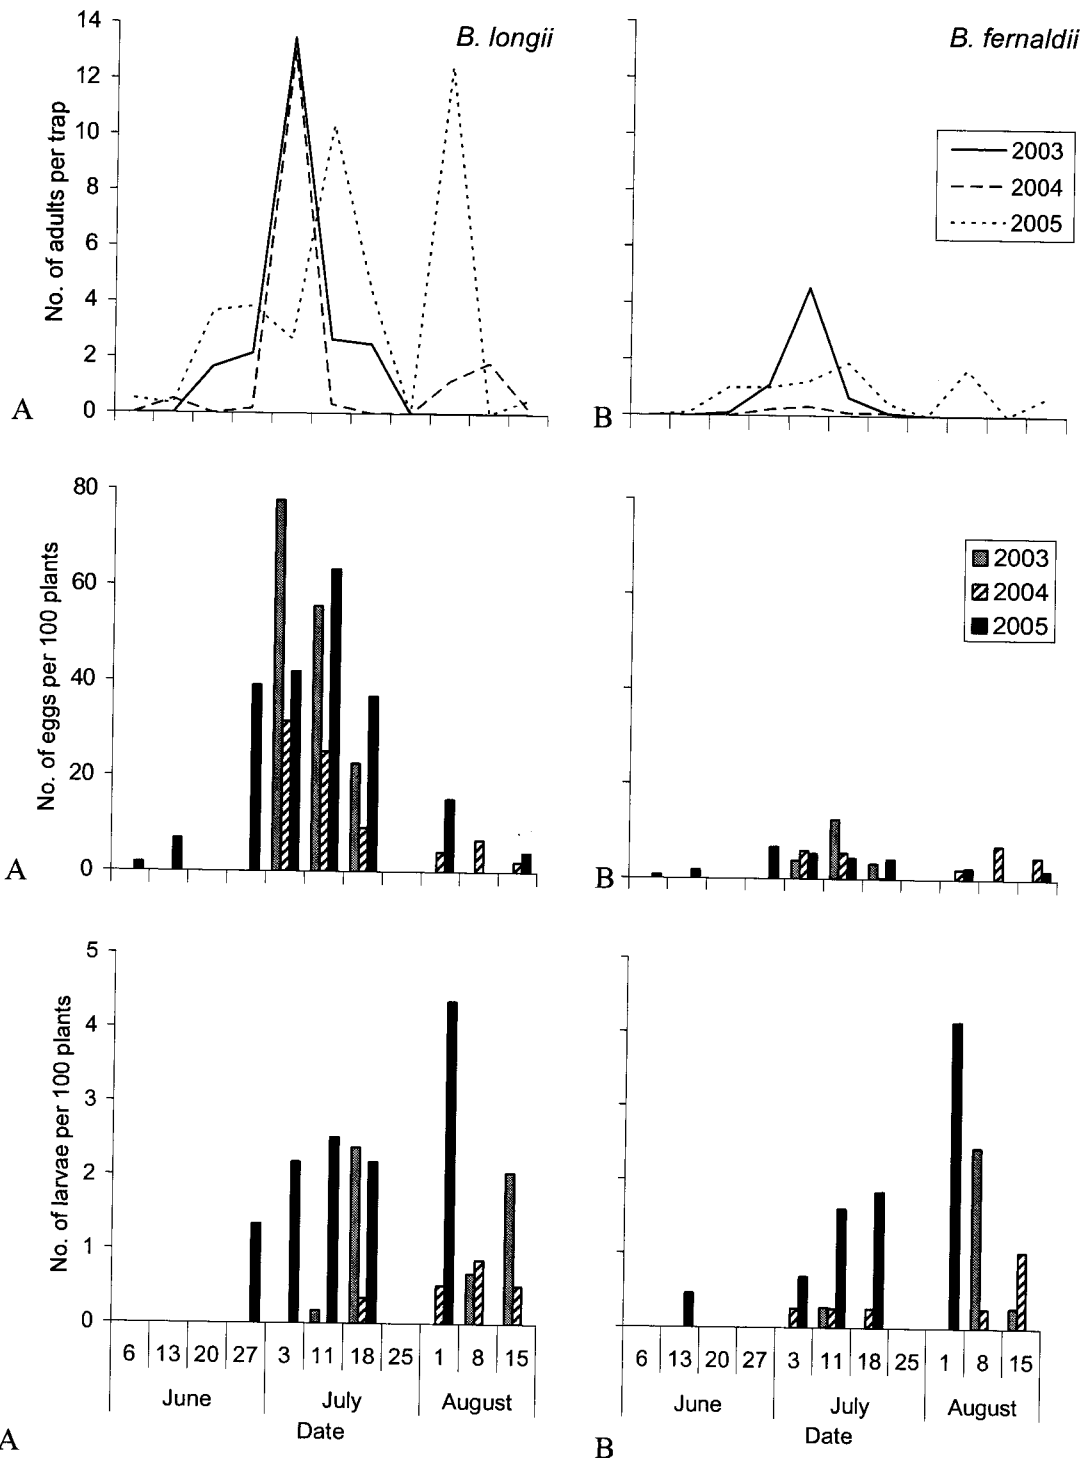 B. longii
B. fernaldii
No. of adults per trap
14
12
10
8
6
4
2
0
2003
2004
2005
A
B
No. of eggs per 100 plants
80
60
40
20
0
2003
2004
2005
A
B
No. of larvae per 100 plants
5
4
3
2
1
0
6 13 20 27 3 11 18 25 1 8 15
June July August
Date
6 13 20 27 3 11 18 25 1 8 15
June July August
Date
A
B